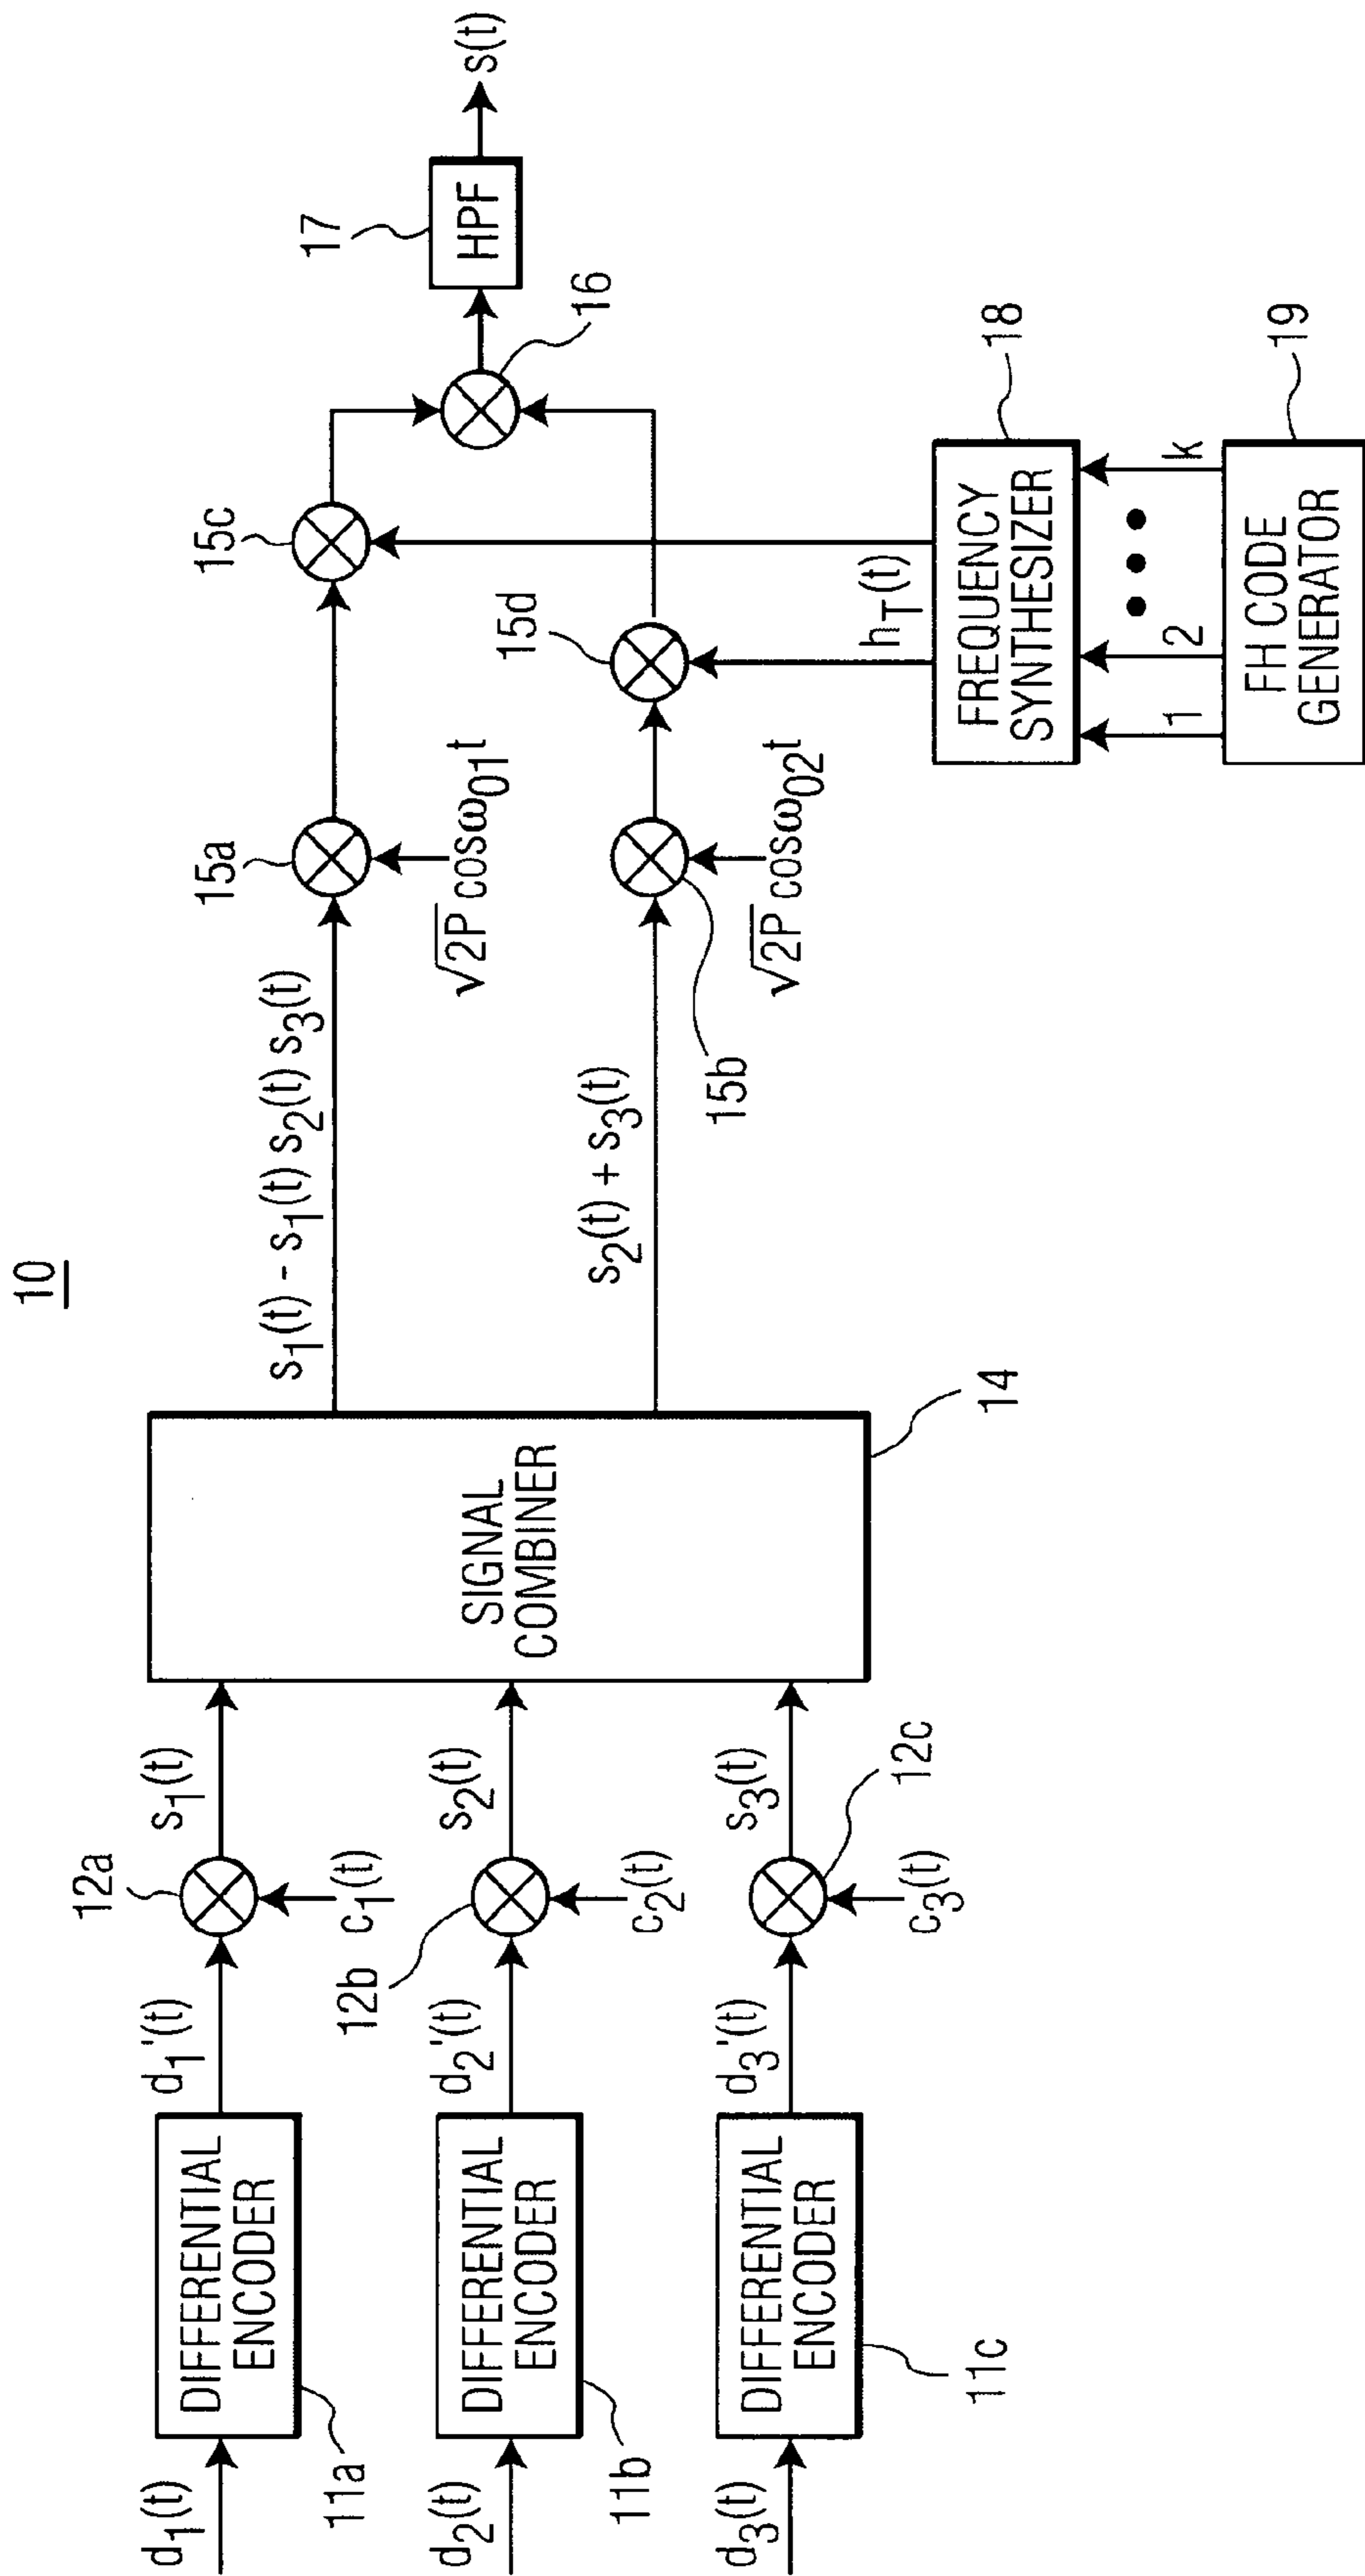 10
d1(t)
DIFFERENTIAL
ENCODER
11a
d1'(t)
12a
c1(t)
s1(t)
d2(t)
DIFFERENTIAL
ENCODER
11b
d2'(t)
12b
c2(t)
s2(t)
d3(t)
DIFFERENTIAL
ENCODER
11c
d3'(t)
12c
c3(t)
s3(t)
SIGNAL
COMBINER
14
s1(t) - s1(t) s2(t) s3(t)
s2(t) + s3(t)
15a
√2P cosω01t
15b
√2P cosω02t
15c
15d
hT(t)
16
17
HPF
s(t)
FREQUENCY
SYNTHESIZER
18
1 2 ••• k
FH CODE
GENERATOR
19